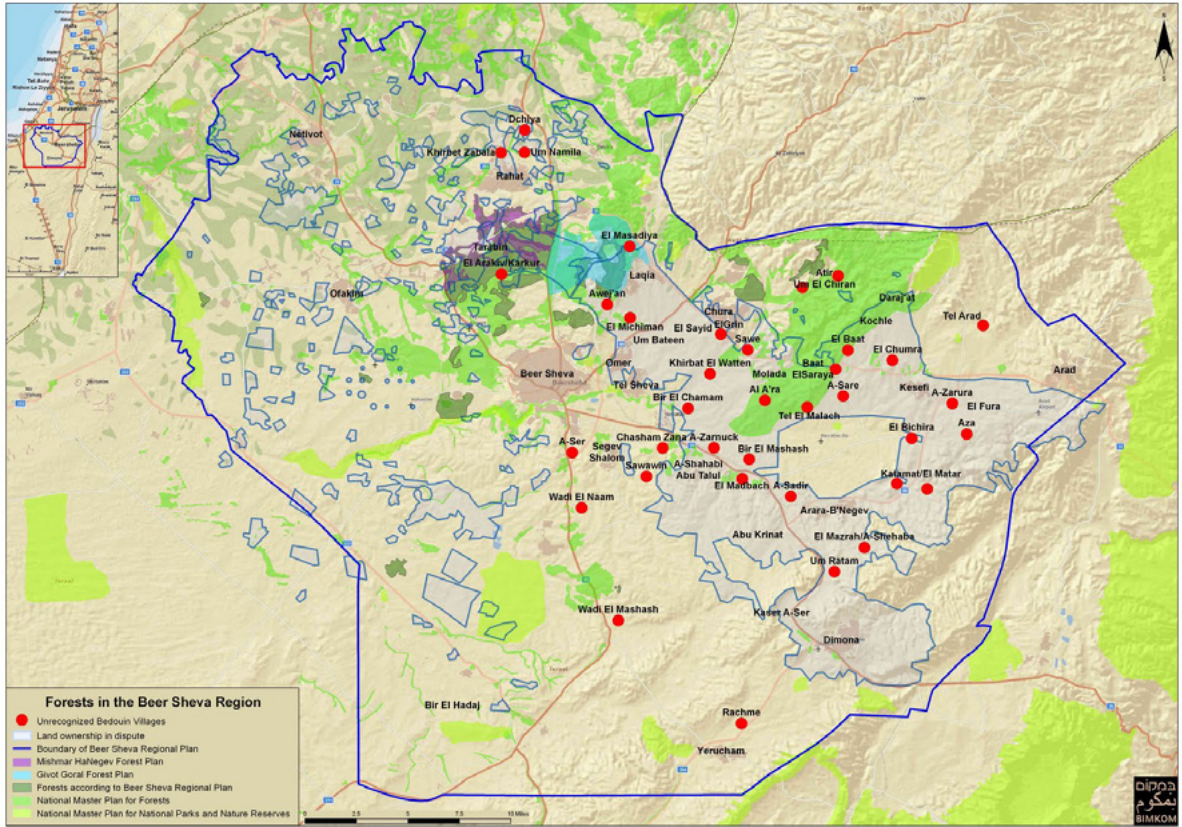 Netivot
Dchiya
Khirbet Zabala
Um Namila
Rahat
El Masadiya
Tarabin
El Arakiv/Karkur
Laqia
Ofakim
Awej'an
El Michiman
Um Bateen
Atir
Um El Chiran
Daraj'at
Tel Arad
Chura
Kochle
El Sayid
ElGrin
Sawe
El Baat
El Chumra
Omer
Beer Sheva
Khirbat El Watten
Molada
Baat
ElSaraya
Arad
Tel Sheva
Kesefi
Bir El Chamam
Al A'ra
A-Sare
A-Zarura
El Fura
Tel El Malach
El Bichira
Aza
A-Ser
Segev
Shalom
Chasham Zana
A-Zarnuck
Bir El Mashash
Sawawin
A-Shahabi
Abu Talul
El Madbach
A-Sadir
Katamat/El Matar
Wadi El Naam
Arara-B'Negev
Abu Krinat
El Mazrah/A-Shehaba
Um Ratam
Wadi El Mashash
Kaser A-Ser
Dimona
Bir El Hadaj
Rachme
Yerucham
Forests in the Beer Sheva Region
Unrecognized Bedouin Villages
Land ownership in dispute
Boundary of Beer Sheva Regional Plan
Mishmar HaNegev Forest Plan
Givot Goral Forest Plan
Forests according to Beer Sheva Regional Plan
National Master Plan for Forests
National Master Plan for National Parks and Nature Reserves
0 2.5 5 10 Miles
במקום
بمكوم
BIMKOM